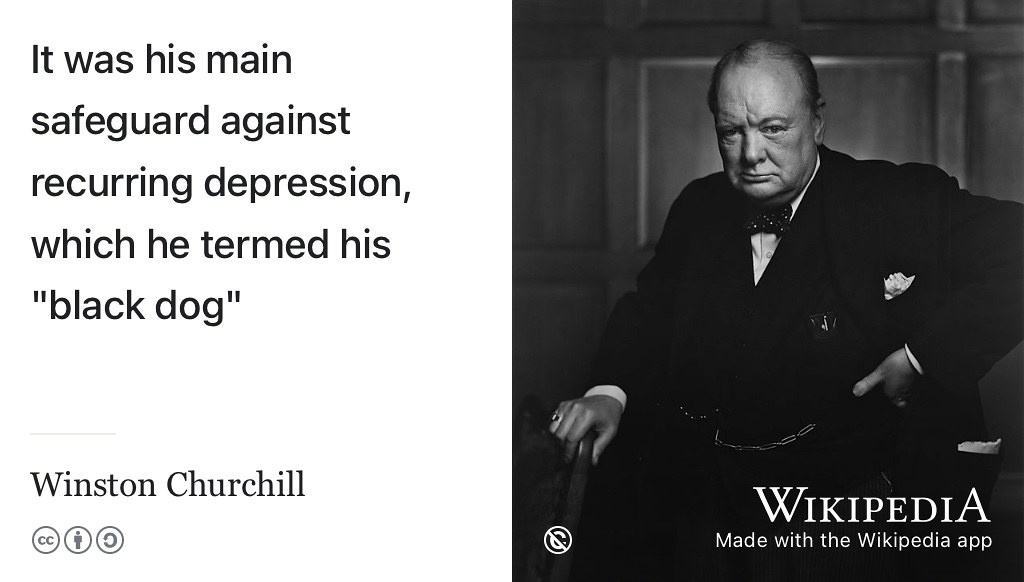 It was his main
safeguard against
recurring depression,
which he termed his
"black dog"
Winston Churchill
cc
WIKIPEDIA
Made with the Wikipedia app